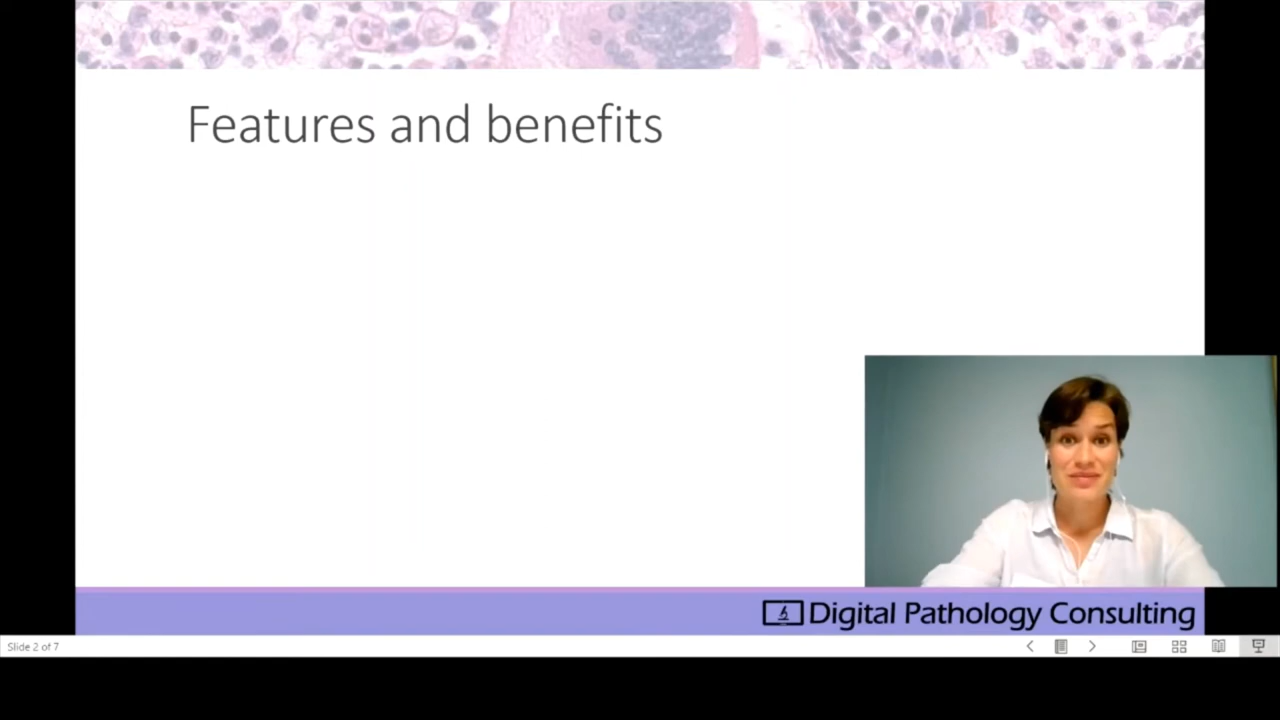 Features and benefits
Digital Pathology Consulting
Slide 2 of 7